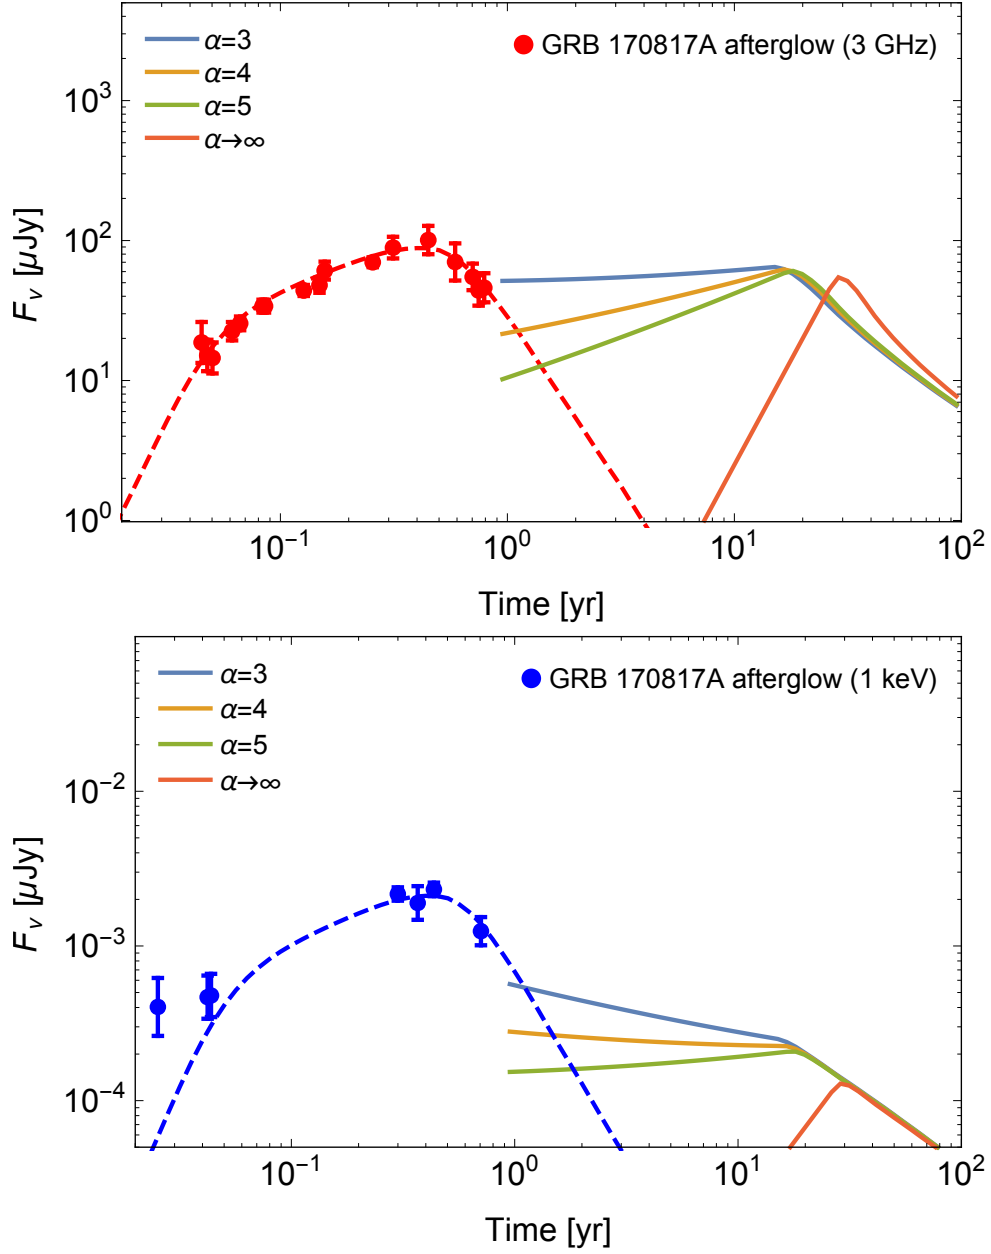 α=3
α=4
α=5
α→∞
GRB 170817A afterglow (3 GHz)
10³
10²
10¹
10⁰
F_ν [μJy]
10⁻¹ 10⁰ 10¹ 10²
Time [yr]
α=3
α=4
α=5
α→∞
GRB 170817A afterglow (1 keV)
10⁻²
10⁻³
10⁻⁴
F_ν [μJy]
10⁻¹ 10⁰ 10¹ 10²
Time [yr]